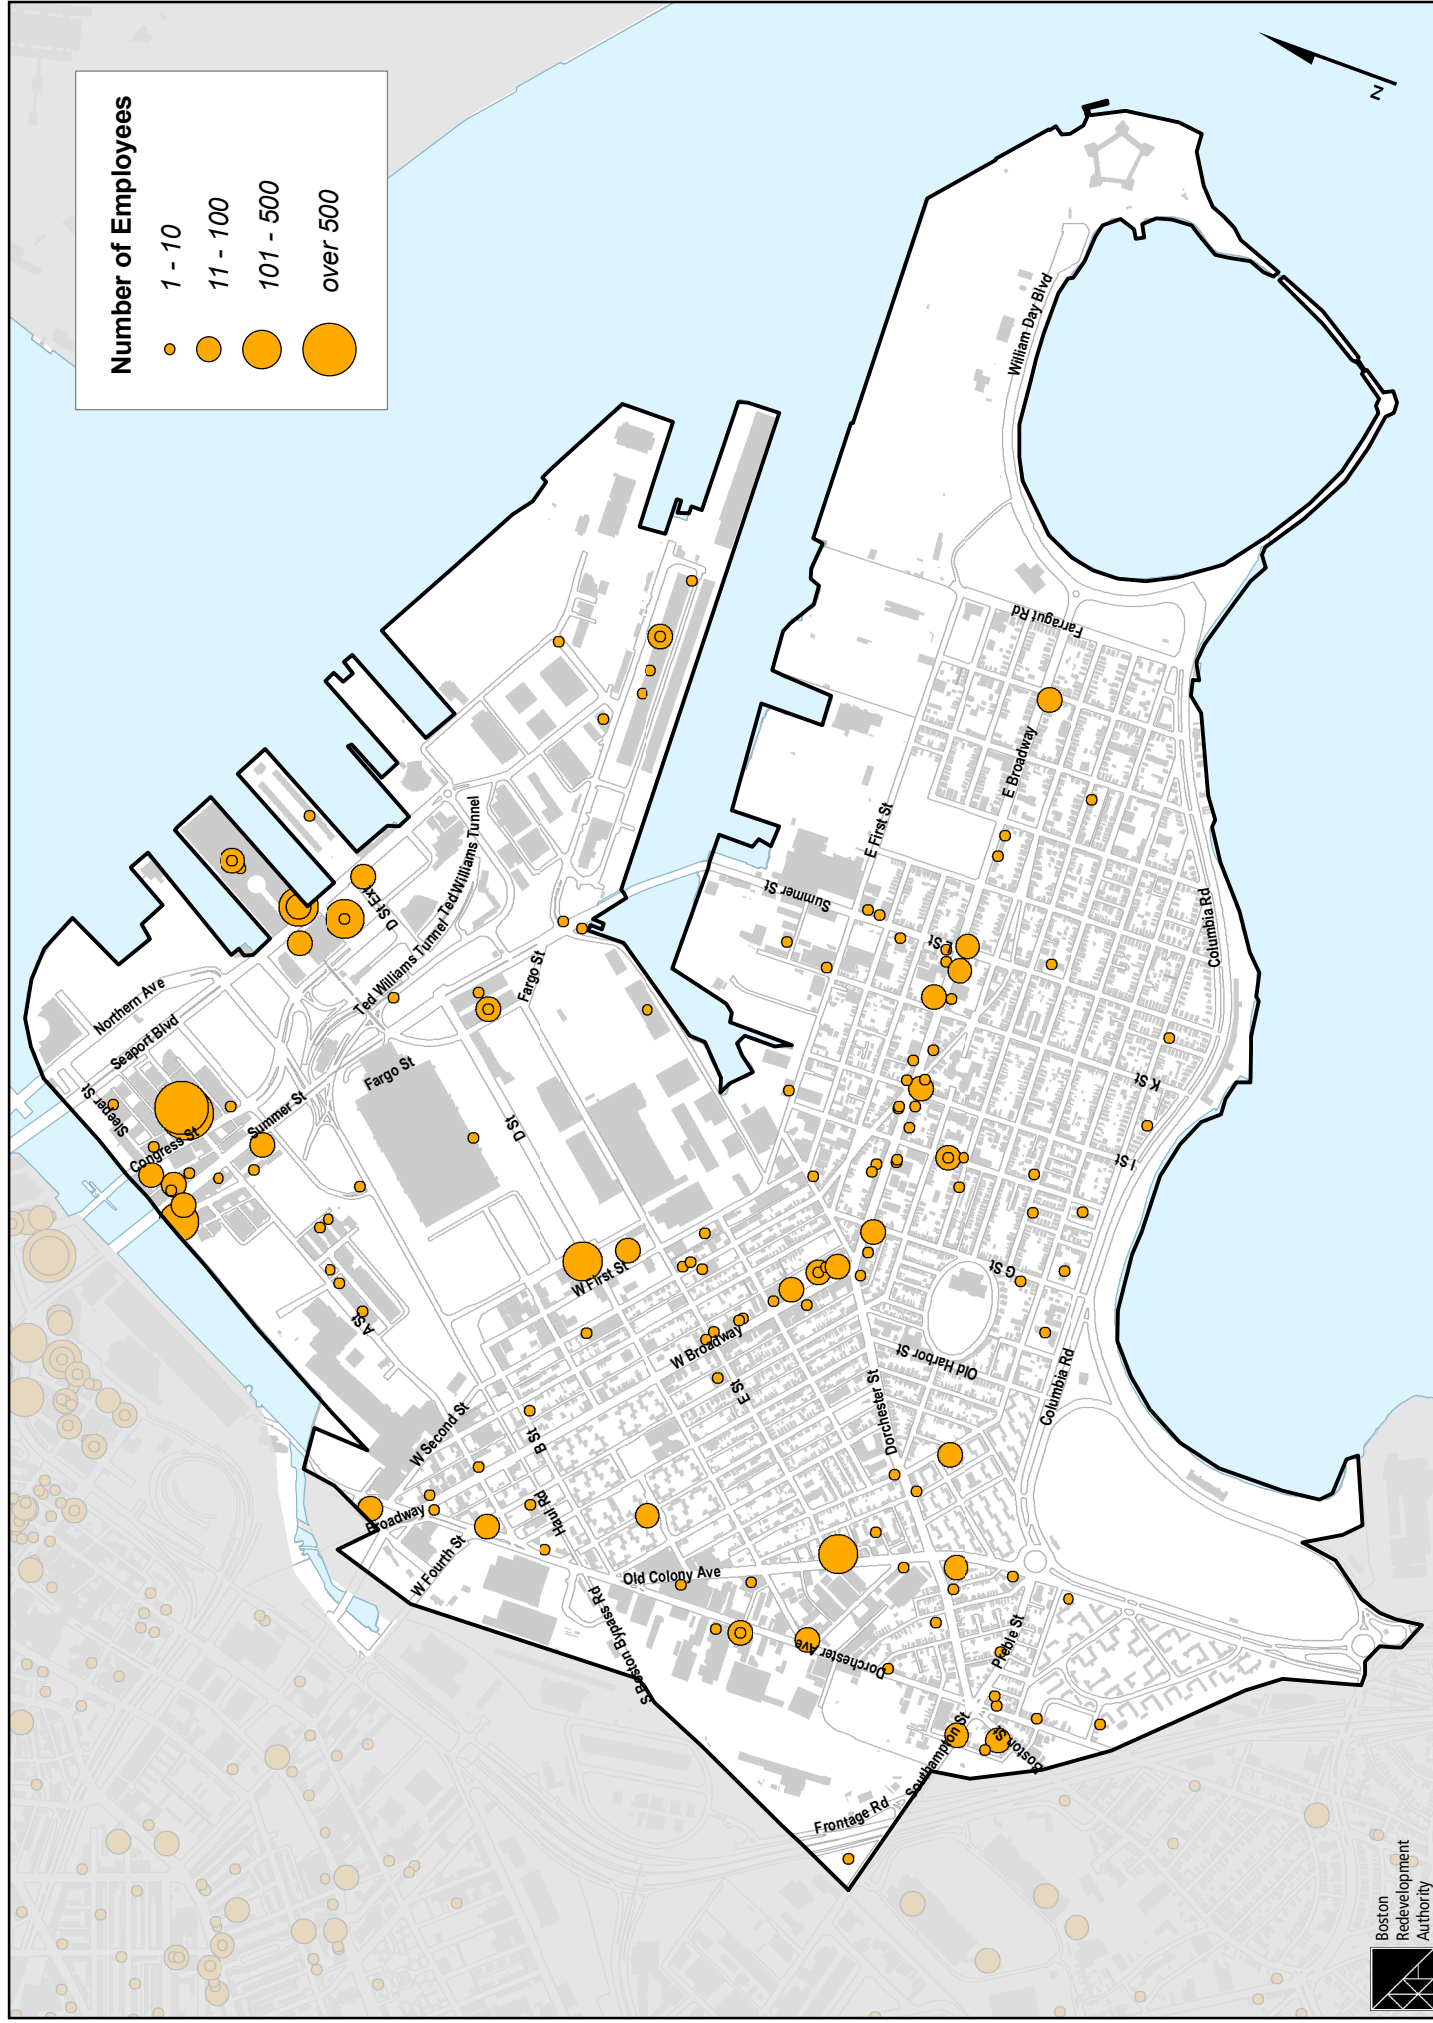 Number of Employees
1 - 10
11 - 100
101 - 500
over 500
N
Northern Ave
Seaport Blvd
Sleeper St
Congress St
Summer St
D St Ext
Ted Williams Tunnel
Ted Williams Tunnel
Fargo St
Fargo St
D St
A St
W First St
W Second St
B St
W Broadway
E St
Broadway
W Fourth St
Haul Rd
S Boston Bypass Rd
Old Colony Ave
Dorchester Ave
Dorchester St
Old Harbor St
G St
Columbia Rd
Preble St
Southampton St
Boston St
Frontage Rd
Summer St
E First St
L St
E Broadway
Farragut Rd
William Day Blvd
Columbia Rd
K St
I St
Boston
Redevelopment
Authority